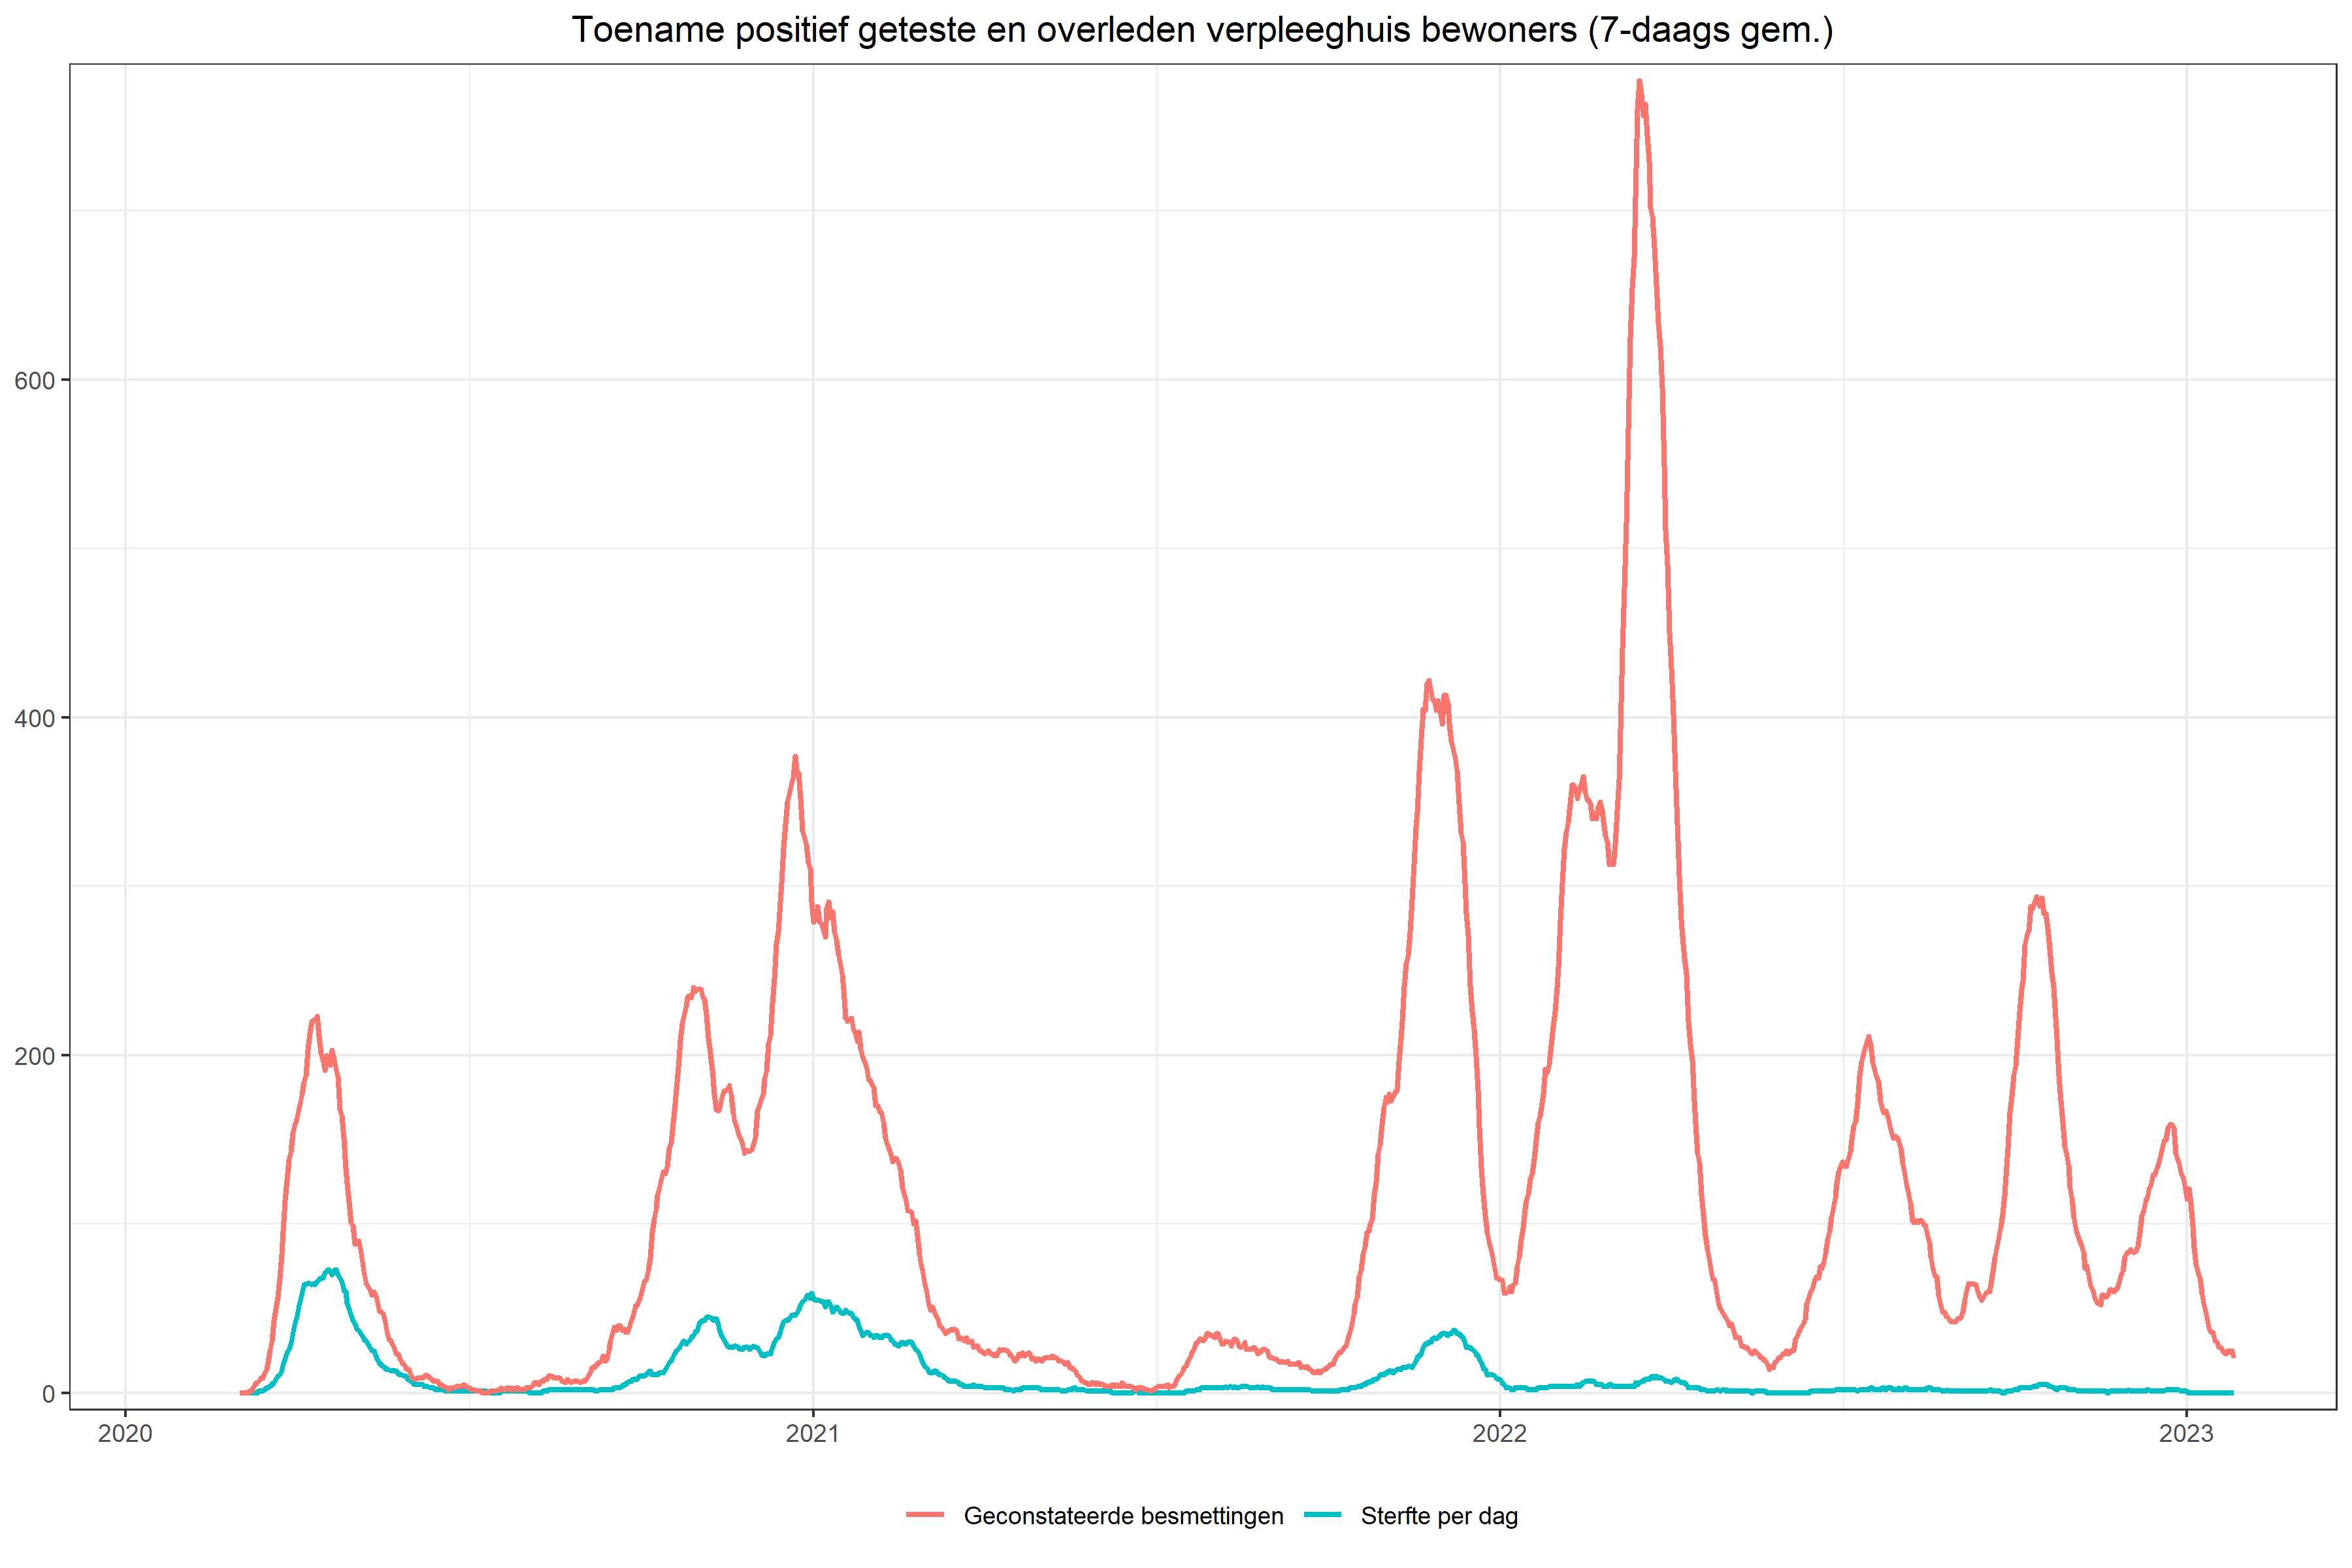 Toename positief geteste en overleden verpleeghuis bewoners (7-daags gem.)
600
400
200
0
2020 2021 2022 2023
Geconstateerde besmettingen Sterfte per dag